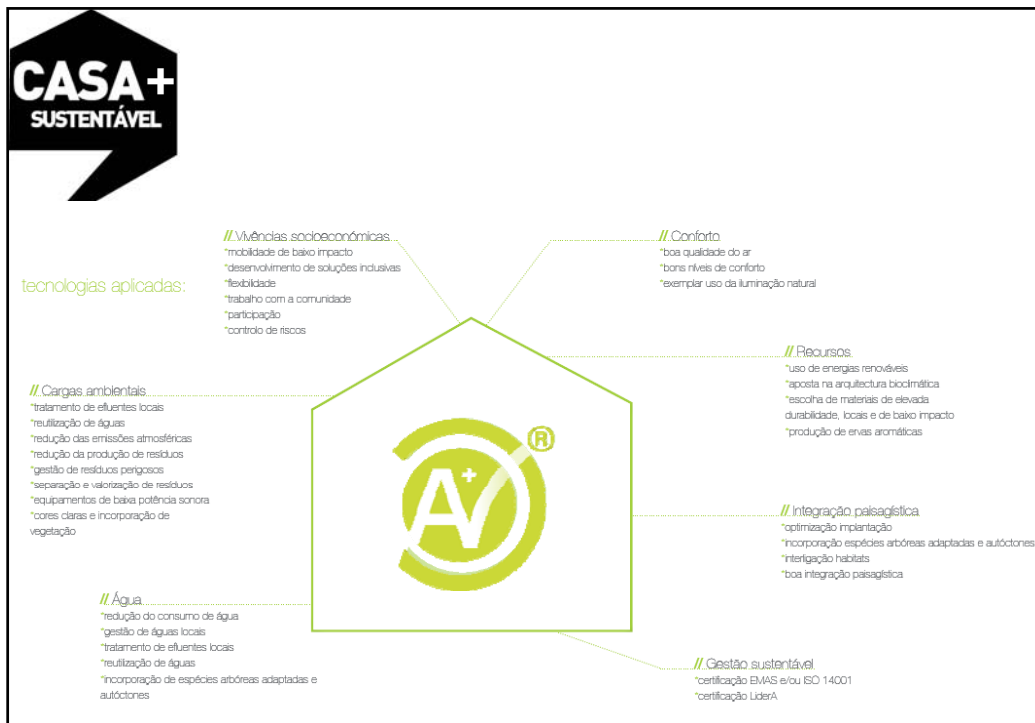 CASA+
SUSTENTÁVEL
tecnologias aplicadas:
// Vivências socioeconómicas
*mobilidade de baixo impacto
*desenvolvimento de soluções inclusivas
*flexibilidade
*trabalho com a comunidade
*participação
*controlo de riscos
// Conforto
*boa qualidade do ar
*bons níveis de conforto
*exemplar uso da iluminação natural
// Recursos
*uso de energias renováveis
*aposta na arquitectura bioclimática
*escolha de materiais de elevada
durabilidade, locais e de baixo impacto
*produção de ervas aromáticas
// Cargas ambientais
*tratamento de efluentes locais
*reutilização de águas
*redução das emissões atmosféricas
*redução da produção de resíduos
*gestão de resíduos perigosos
*separação e valorização de resíduos
*equipamentos de baixa potência sonora
*cores claras e incorporação de
vegetação
A+
®
// Integração paisagística
*optimização implantação
*incorporação espécies arbóreas adaptadas e autóctones
*interligação habitats
*boa integração paisagística
// Água
*redução do consumo de água
*gestão de águas locais
*tratamento de efluentes locais
*reutilização de águas
*incorporação de espécies arbóreas adaptadas e
autóctones
// Gestão sustentável
*certificação EMAS e/ou ISO 14001
*certificação LiderA